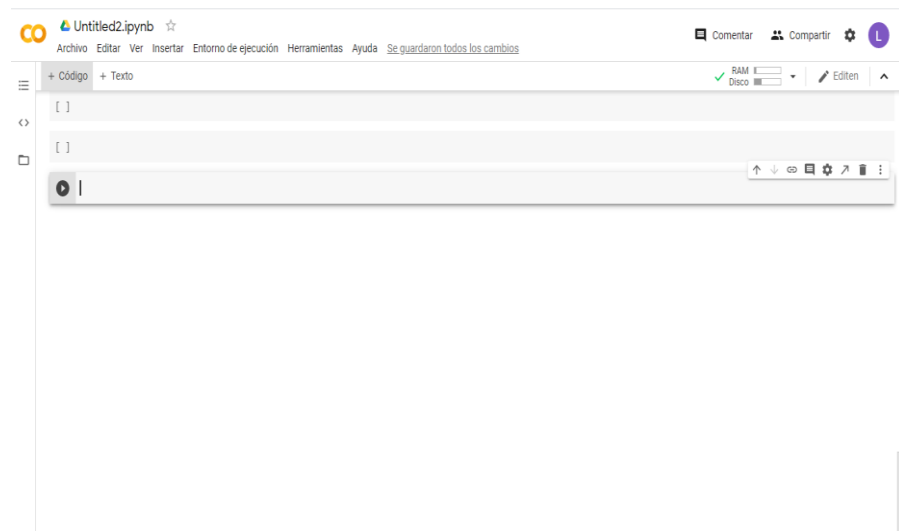 Untitled2.ipynb
Comentar Compartir L
Archivo Editar Ver Insertar Entorno de ejecución Herramientas Ayuda Se guardaron todos los cambios
+ Código + Texto RAM Disco Editen
[ ]
[ ]